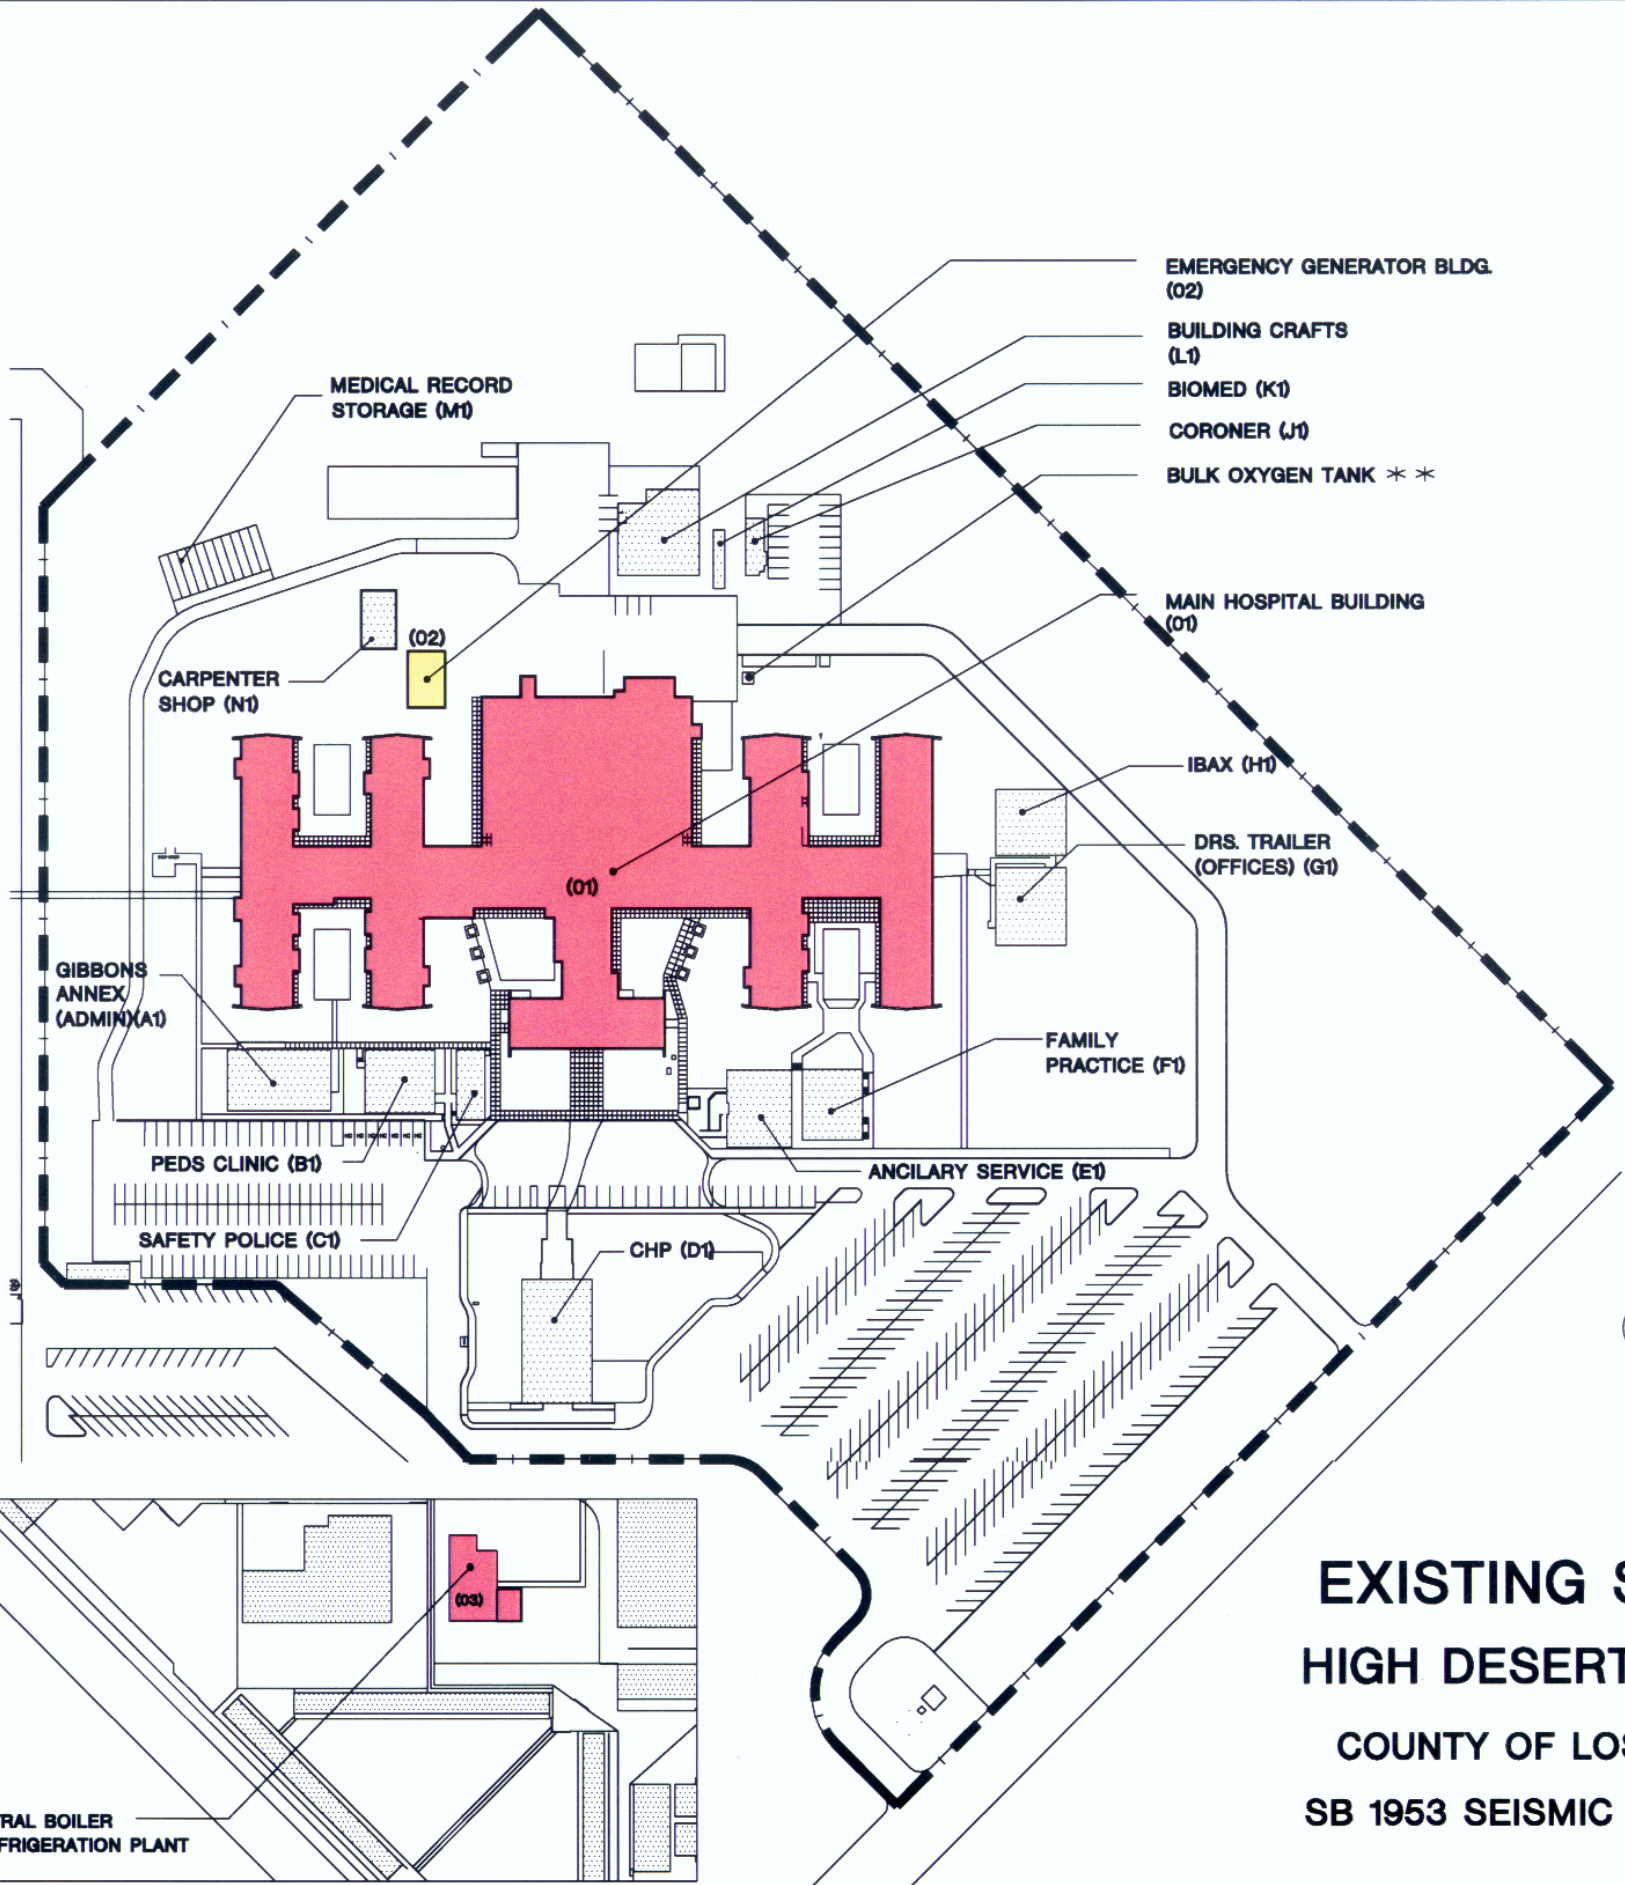 EMERGENCY GENERATOR BLDG.
(02)
BUILDING CRAFTS
(L1)
BIOMED (K1)
CORONER (J1)
BULK OXYGEN TANK * *
MEDICAL RECORD
STORAGE (M1)
MAIN HOSPITAL BUILDING
(01)
(02)
CARPENTER
SHOP (N1)
IBAX (H1)
DRS. TRAILER
(OFFICES) (G1)
(01)
GIBBONS
ANNEX
(ADMIN)(A1)
FAMILY
PRACTICE (F1)
PEDS CLINIC (B1)
ANCILARY SERVICE (E1)
SAFETY POLICE (C1)
CHP (D1)
(03)
EXISTING S
HIGH DESERT
COUNTY OF LOS
SB 1953 SEISMIC
TRAL BOILER
FRIGERATION PLANT